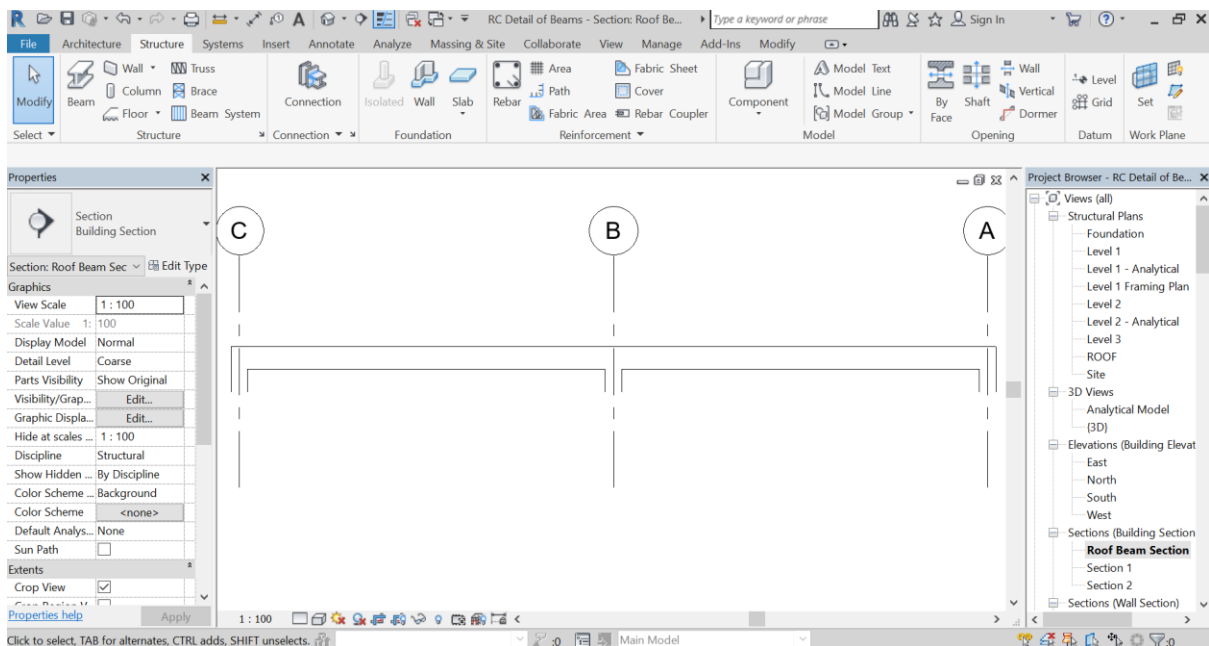 R A RC Detail of Beams - Section: Roof Be... Type a keyword or phrase Sign In ?
File Architecture Structure Systems Insert Annotate Analyze Massing & Site Collaborate View Manage Add-Ins Modify
Modify
Beam
Wall
Column
Floor
Truss
Brace
Beam System
Connection
Isolated
Wall
Slab
Rebar
Area
Path
Fabric Area
Fabric Sheet
Cover
Rebar Coupler
Component
Model Text
Model Line
Model Group
By Face
Shaft
Wall
Vertical
Dormer
Level
Grid
Set
Select Structure Connection Foundation Reinforcement Model Opening Datum Work Plane
Properties
Section
Building Section
Section: Roof Beam Sec Edit Type
Graphics
View Scale 1 : 100
Scale Value 1: 100
Display Model Normal
Detail Level Coarse
Parts Visibility Show Original
Visibility/Grap... Edit...
Graphic Displa... Edit...
Hide at scales ... 1 : 100
Discipline Structural
Show Hidden ... By Discipline
Color Scheme ... Background
Color Scheme <none>
Default Analys... None
Sun Path
Extents
Crop View
Properties help Apply
C B A
1 : 100
Project Browser - RC Detail of Be...
Views (all)
Structural Plans
Foundation
Level 1
Level 1 - Analytical
Level 1 Framing Plan
Level 2
Level 2 - Analytical
Level 3
ROOF
Site
3D Views
Analytical Model
{3D}
Elevations (Building Elevat
East
North
South
West
Sections (Building Section
Roof Beam Section
Section 1
Section 2
Sections (Wall Section)
Click to select, TAB for alternates, CTRL adds, SHIFT unselects. :0 Main Model :0